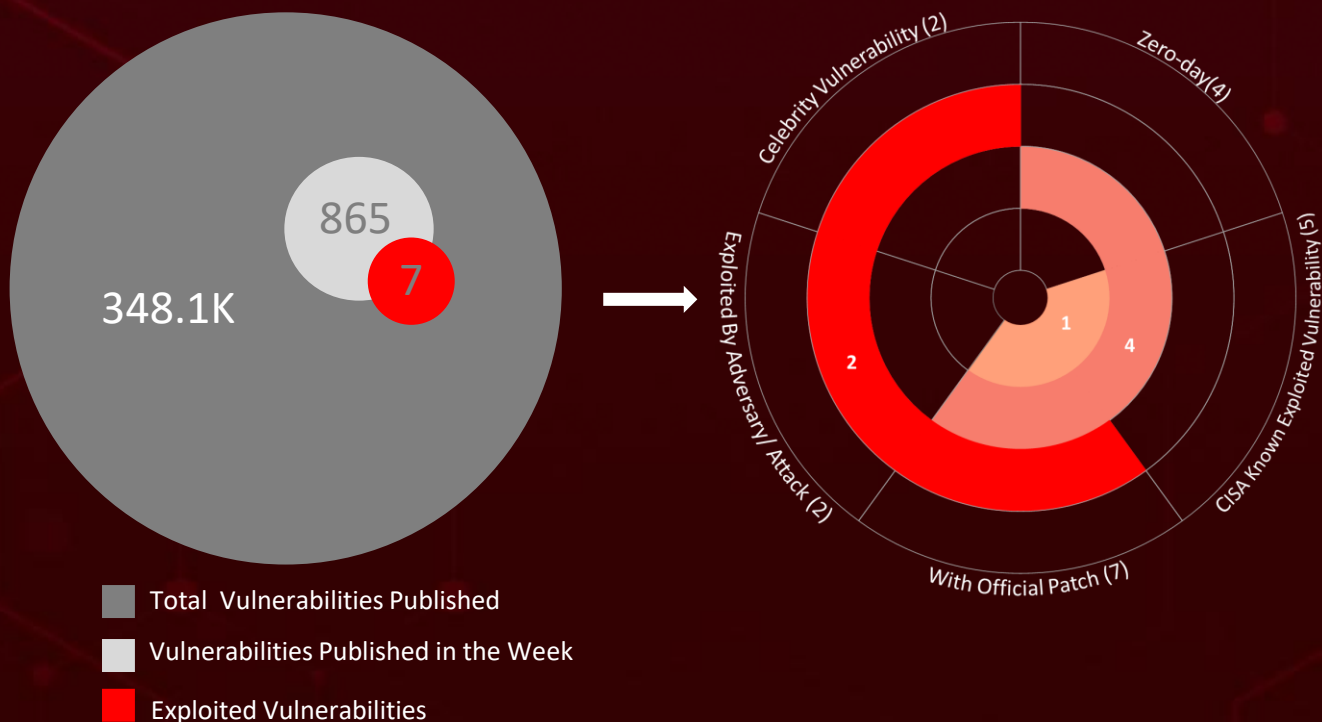 348.1K
865
7
Total  Vulnerabilities Published
Vulnerabilities Published in the Week
Exploited Vulnerabilities
Celebrity Vulnerability (2)
Zero-day(4)
CISA Known Exploited Vulnerability (5)
With Official Patch (7)
Exploited By Adversary/ Attack (2)
2
1
4